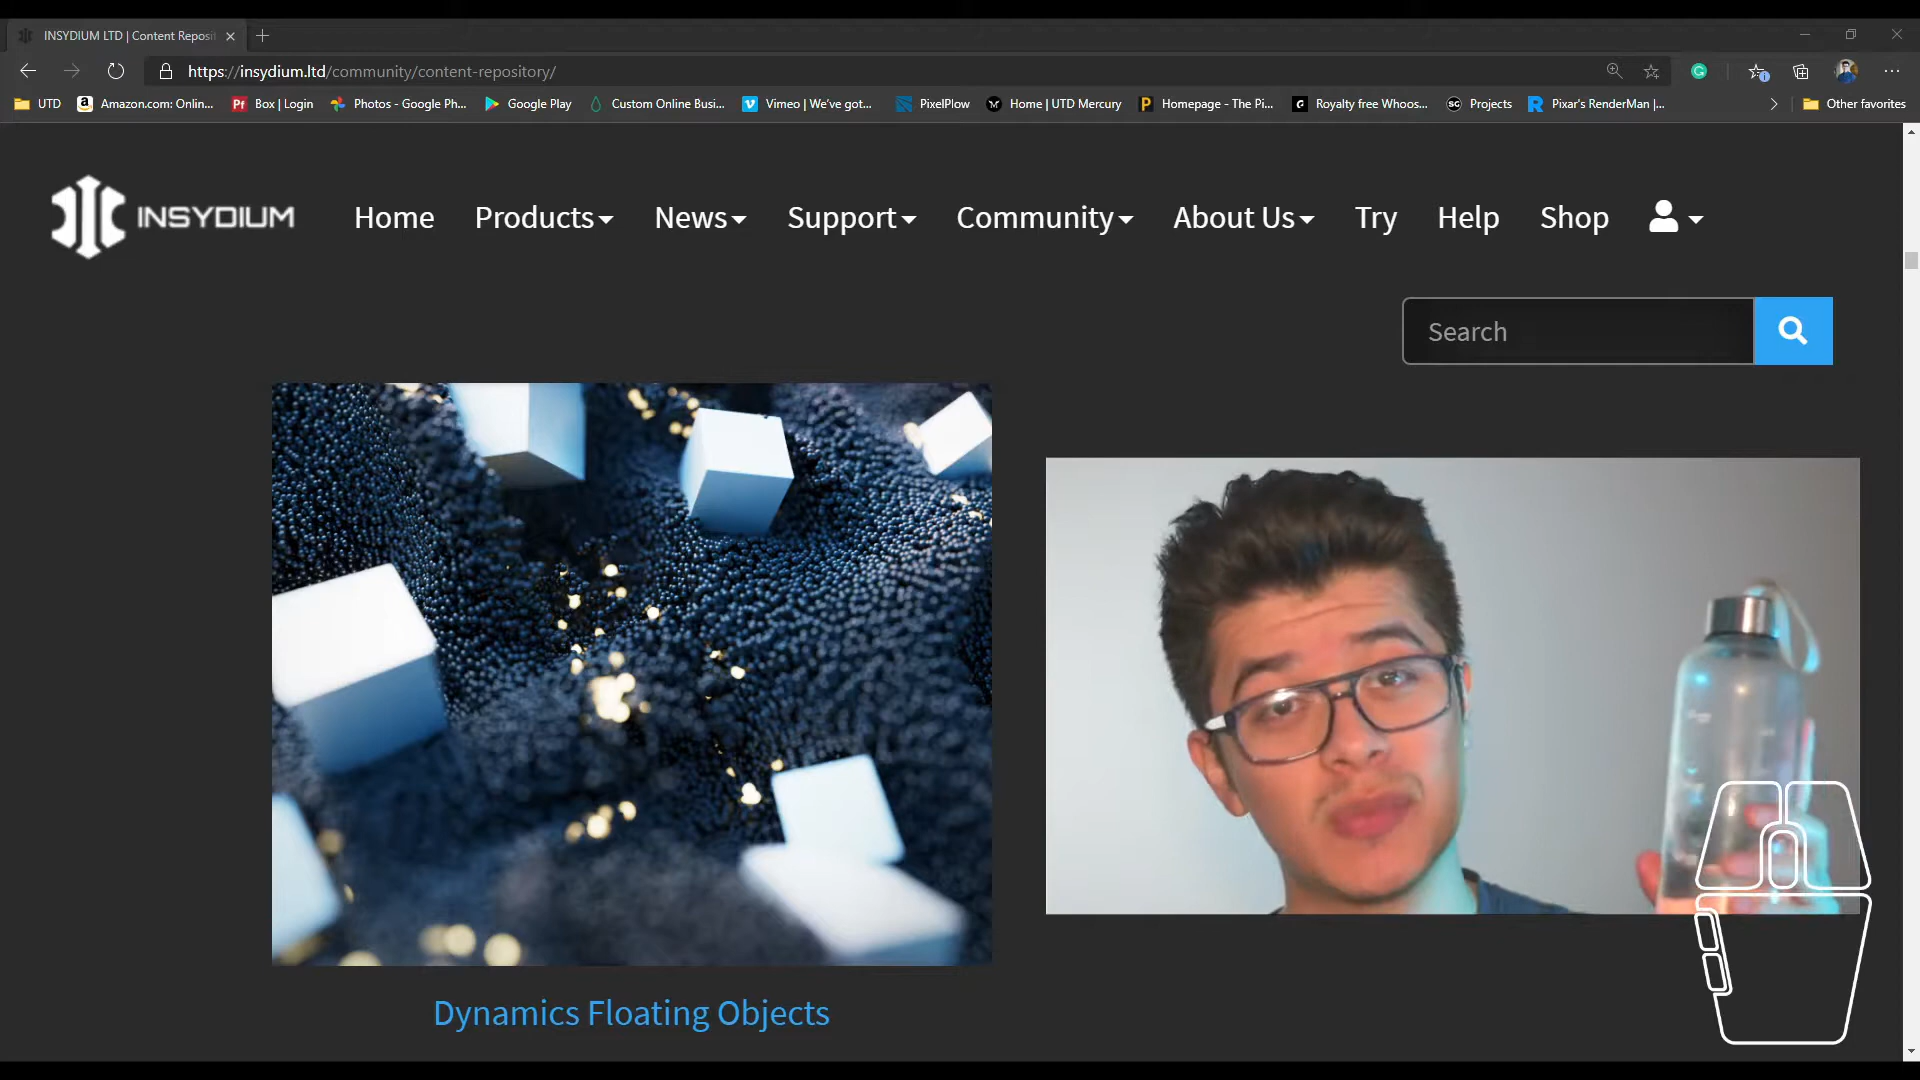 INSYDIUM LTD | Content Reposit
https://insydium.ltd/community/content-repository/
UTD
Amazon.com: Onlin...
Box | Login
Photos - Google Ph...
Google Play
Custom Online Busi...
Vimeo | We've got...
PixelFlow
Home | UTD Mercury
Homepage - The Pi...
Royalty free Whoos...
Projects
Pixar's RenderMan |...
Other favorites
INSYDIUM
Home
Products
News
Support
Community
About Us
Try
Help
Shop
Search
Dynamics Floating Objects